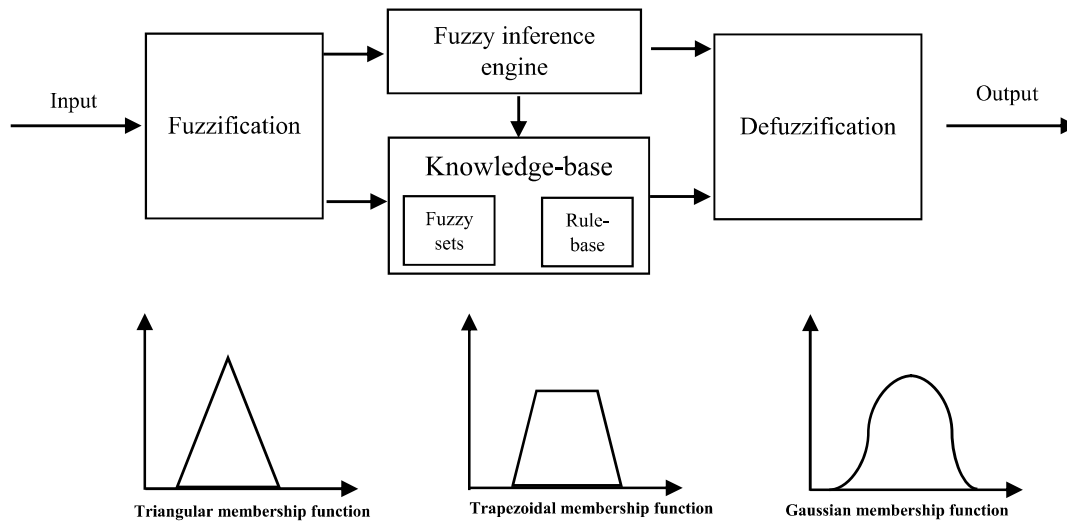 Input
Fuzzification
Fuzzy inference
engine
Knowledge-base
Fuzzy
sets
Rule-
base
Defuzzification
Output
Triangular membership function
Trapezoidal membership function
Gaussian membership function